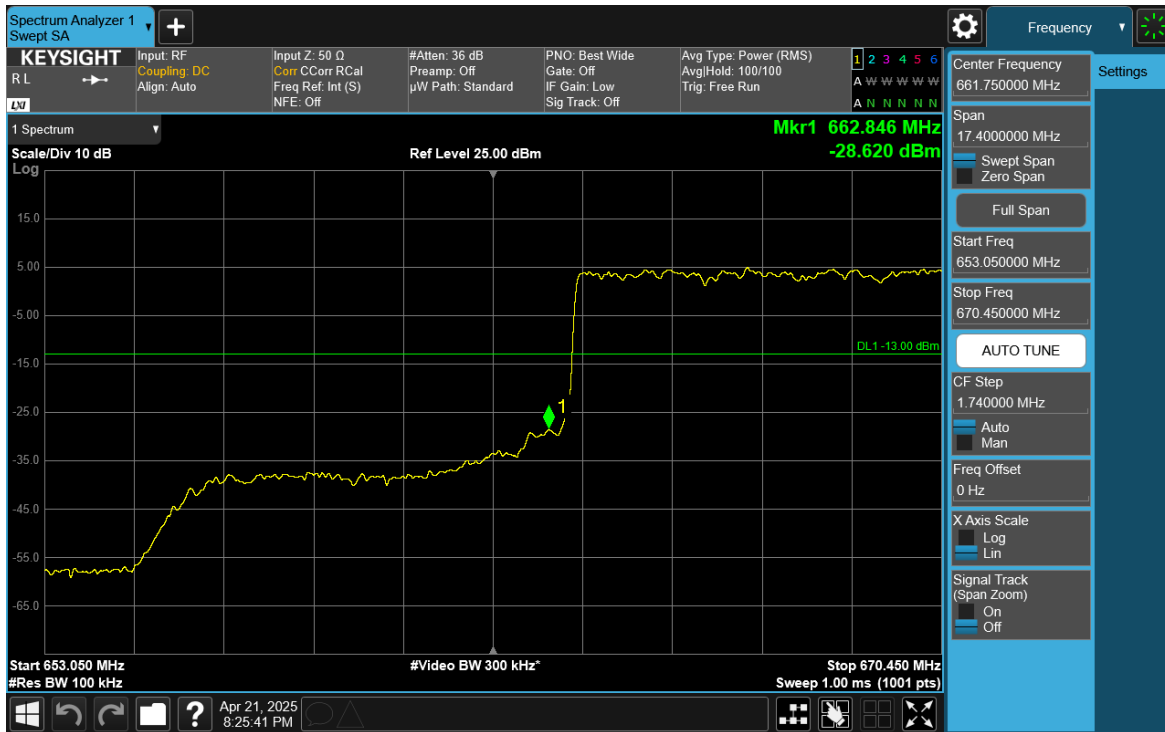 Spectrum Analyzer 1
Swept SA
Frequency
KEYSIGHT
R L
LXI
Input: RF
Coupling: DC
Align: Auto
Input Z: 50 Ω
Corr CCorr RCal
Freq Ref: Int (S)
NFE: Off
#Atten: 36 dB
Preamp: Off
µW Path: Standard
PNO: Best Wide
Gate: Off
IF Gain: Low
Sig Track: Off
Avg Type: Power (RMS)
Avg|Hold: 100/100
Trig: Free Run
1 2 3 4 5 6
A W W W W W
A N N N N N
1 Spectrum
Scale/Div 10 dB
Log
Ref Level 25.00 dBm
Mkr1 662.846 MHz
-28.620 dBm
15.0
5.00
-5.00
DL1 -13.00 dBm
-15.0
1
-25.0
-35.0
-45.0
-55.0
-65.0
Start 653.050 MHz
#Res BW 100 kHz
#Video BW 300 kHz*
Stop 670.450 MHz
Sweep 1.00 ms (1001 pts)
Center Frequency
661.750000 MHz
Settings
Span
17.4000000 MHz
Swept Span
Zero Span
Full Span
Start Freq
653.050000 MHz
Stop Freq
670.450000 MHz
AUTO TUNE
CF Step
1.740000 MHz
Auto
Man
Freq Offset
0 Hz
X Axis Scale
Log
Lin
Signal Track
(Span Zoom)
On
Off
?
Apr 21, 2025
8:25:41 PM